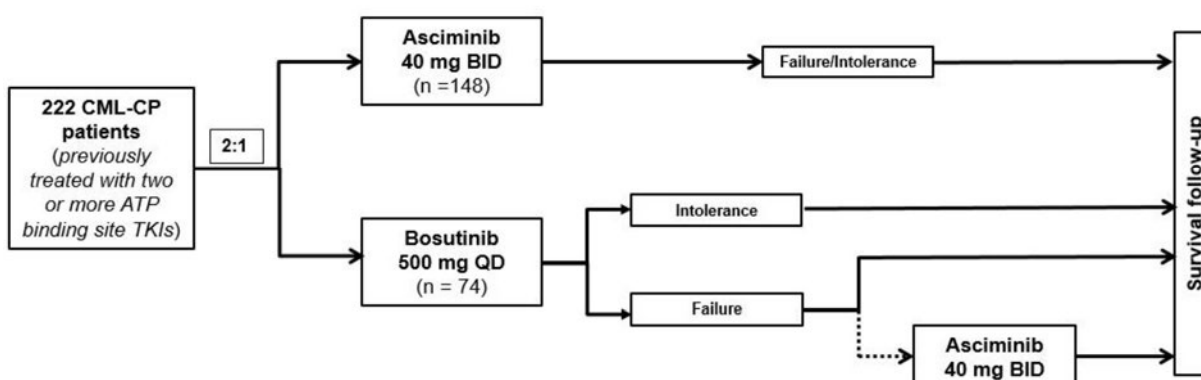 222 CML-CP
patients
(previously
treated with two
or more ATP
binding site TKIs)
2:1
Asciminib
40 mg BID
(n =148)
Failure/Intolerance
Bosutinib
500 mg QD
(n = 74)
Intolerance
Failure
Asciminib
40 mg BID
Survival follow-up